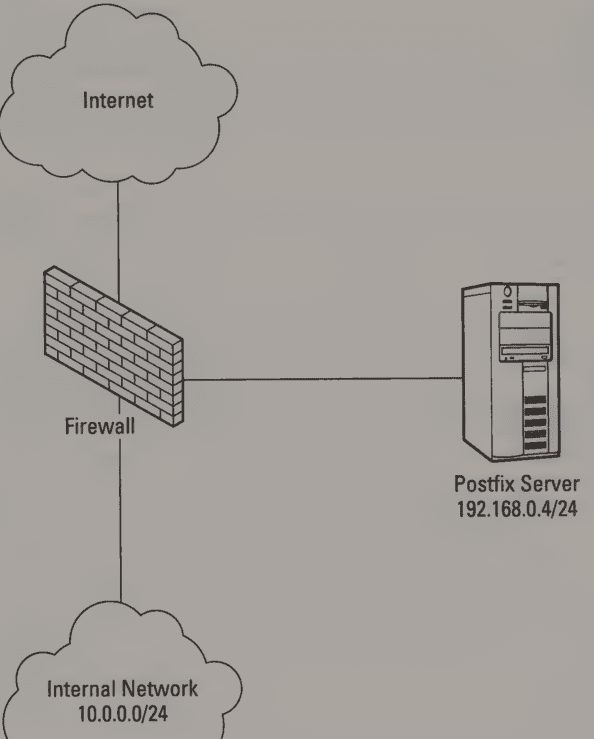 Internet
Firewall
Postfix Server
192.168.0.4/24
Internal Network
10.0.0.0/24